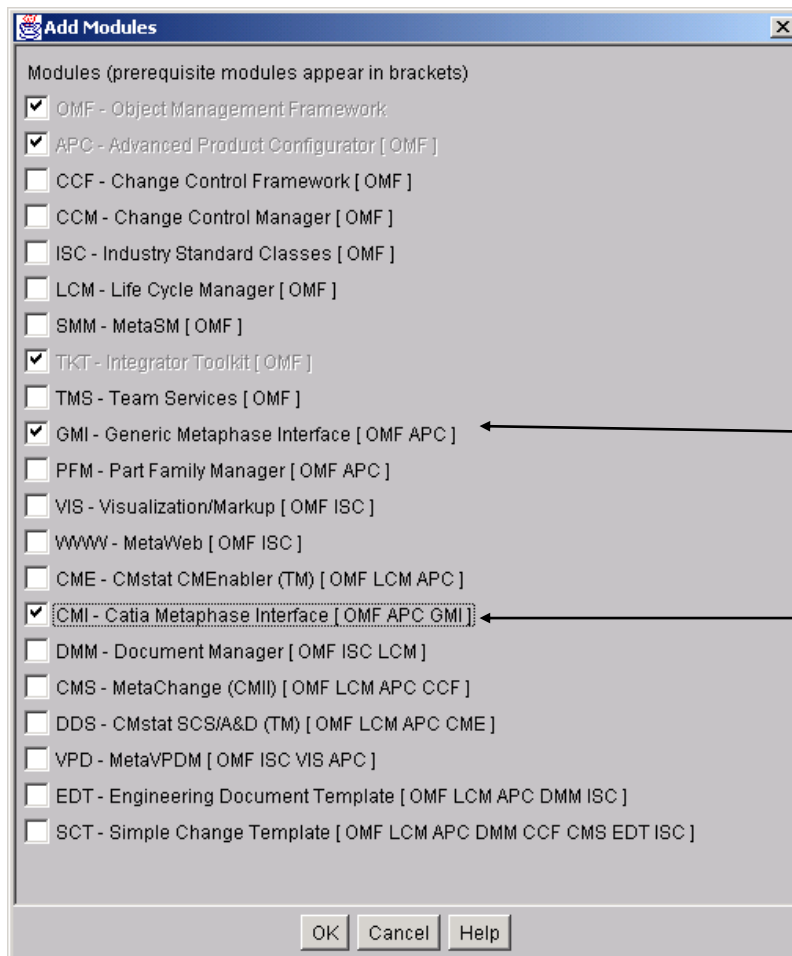 Add Modules
Modules (prerequisite modules appear in brackets)
OMF - Object Management Framework
APC - Advanced Product Configurator [ OMF ]
CCF - Change Control Framework [ OMF ]
CCM - Change Control Manager [ OMF ]
ISC - Industry Standard Classes [ OMF ]
LCM - Life Cycle Manager [ OMF ]
SMM - MetaSM [ OMF ]
TKT - Integrator Toolkit [ OMF ]
TMS - Team Services [ OMF ]
GMI - Generic Metaphase Interface [ OMF APC ]
PFM - Part Family Manager [ OMF APC ]
VIS - Visualization/Markup [ OMF ISC ]
WWW - MetaWeb [ OMF ISC ]
CME - CMstat CMEnabler (TM) [ OMF LCM APC ]
CMI - Catia Metaphase Interface [ OMF APC GMI ]
DMM - Document Manager [ OMF ISC LCM ]
CMS - MetaChange (CMII) [ OMF LCM APC CCF ]
DDS - CMstat SCS/A&D (TM) [ OMF LCM APC CME ]
VPD - MetaVPDM [ OMF ISC VIS APC ]
EDT - Engineering Document Template [ OMF LCM APC DMM ISC ]
SCT - Simple Change Template [ OMF LCM APC DMM CCF CMS EDT ISC ]
OK Cancel Help